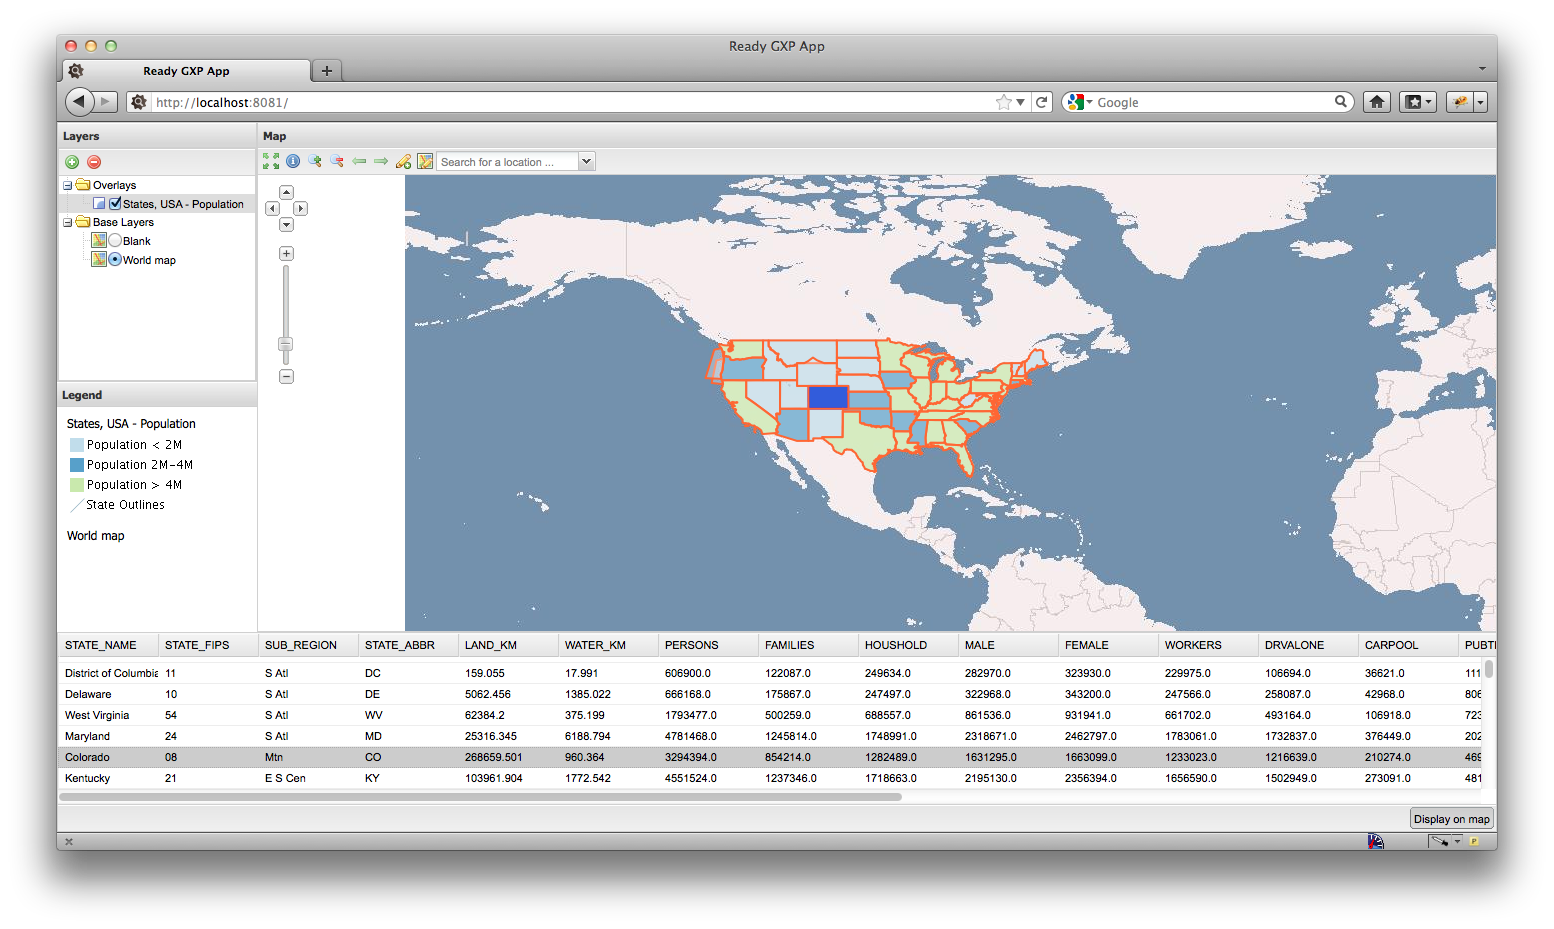 Ready GXP App
Ready GXP App
http://localhost:8081/
Google
Layers
Map
Search for a location ...
Overlays
States, USA - Population
Base Layers
Blank
World map
Legend
States, USA - Population
Population < 2M
Population 2M-4M
Population > 4M
State Outlines
World map
STATE_NAME STATE_FIPS SUB_REGION STATE_ABBR LAND_KM WATER_KM PERSONS FAMILIES HOUSHOLD MALE FEMALE WORKERS DRVALONE CARPOOL PUBT
District of Columbia 11 S Atl DC 159.055 17.991 606900.0 122087.0 249634.0 282970.0 323930.0 229975.0 106694.0 36621.0 111
Delaware 10 S Atl DE 5062.456 1385.022 666168.0 175867.0 247497.0 322968.0 343200.0 247566.0 258087.0 42968.0 806
West Virginia 54 S Atl WV 62384.2 375.199 1793477.0 500259.0 688557.0 861536.0 931941.0 661702.0 493164.0 106918.0 723
Maryland 24 S Atl MD 25316.345 6188.794 4781468.0 1245814.0 1748991.0 2318671.0 2462797.0 1783061.0 1732837.0 376449.0 202
Colorado 08 Mtn CO 268659.501 960.364 3294394.0 854214.0 1282489.0 1631295.0 1663099.0 1233023.0 1216639.0 210274.0 469
Kentucky 21 E S Cen KY 103961.904 1772.542 4551524.0 1237346.0 1718663.0 2195130.0 2356394.0 1656590.0 1502949.0 273091.0 481
Display on map